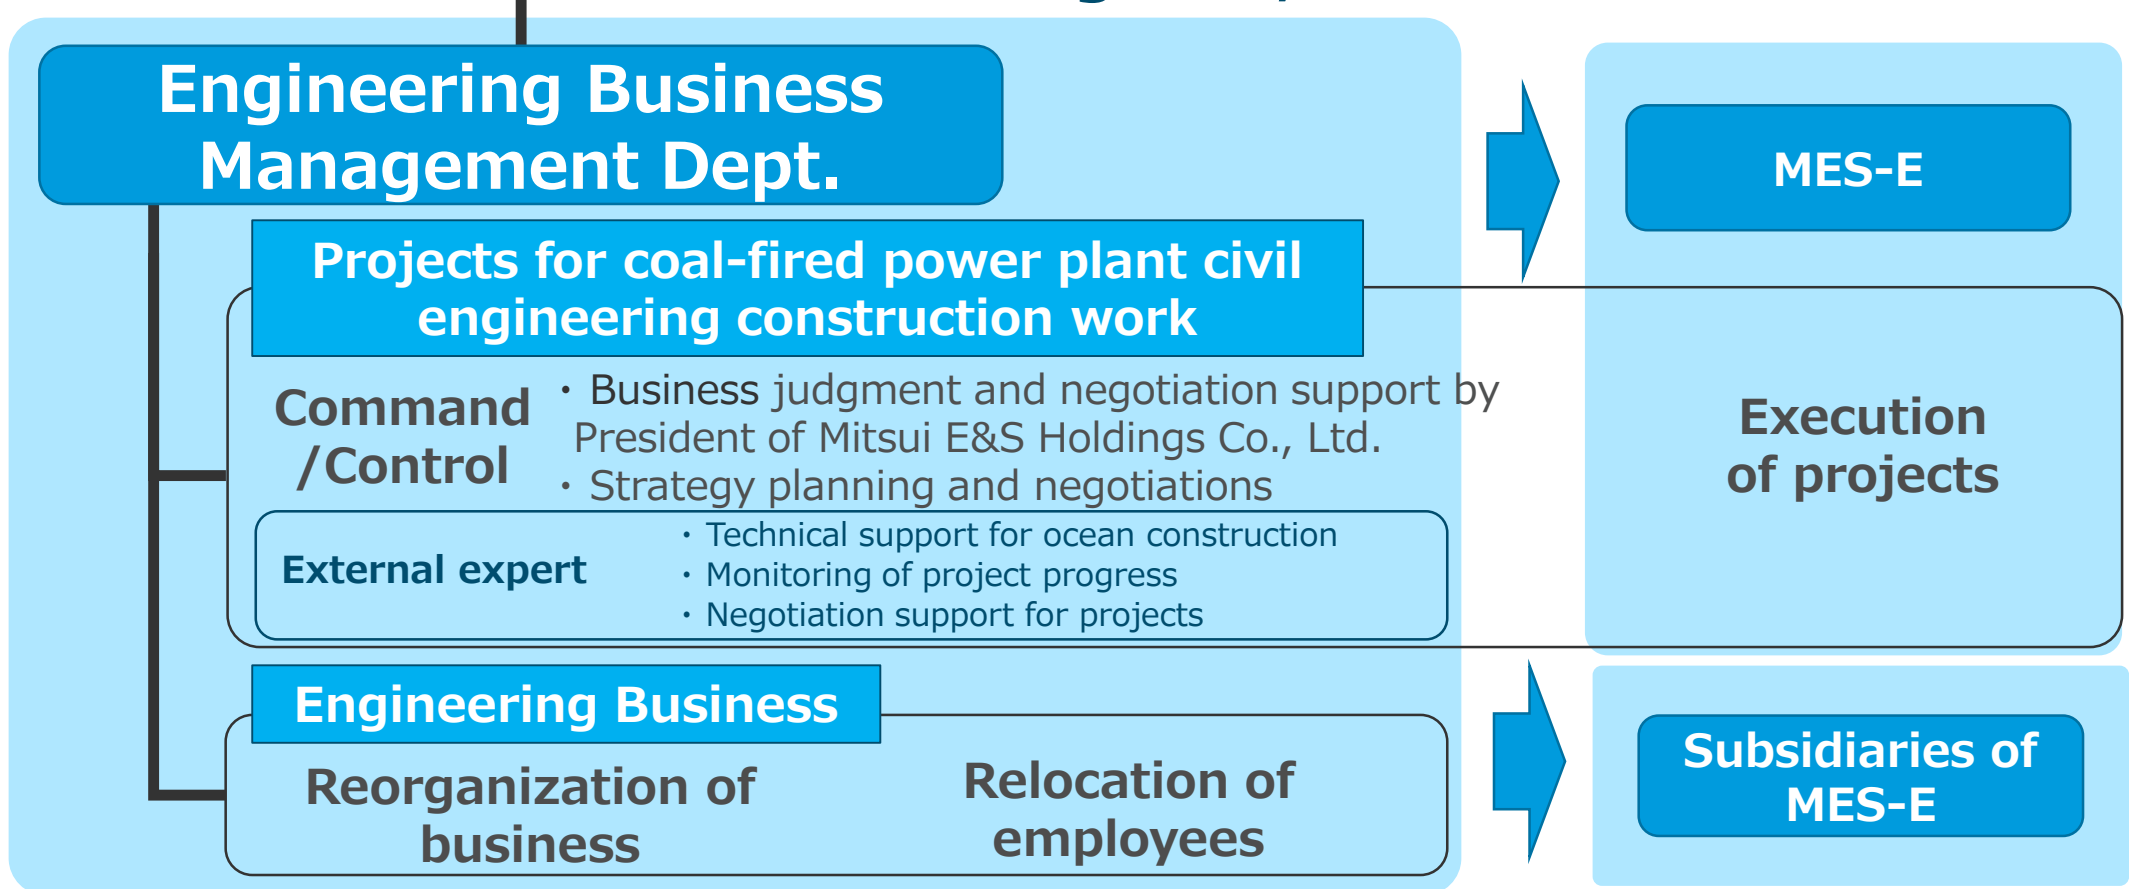 Engineering Business
Management Dept.
MES-E
Projects for coal-fired power plant civil
engineering construction work
Command
/Control
・Business judgment and negotiation support by
President of Mitsui E&S Holdings Co., Ltd.
・Strategy planning and negotiations
Execution
of projects
External expert
・Technical support for ocean construction
・Monitoring of project progress
・Negotiation support for projects
Engineering Business
Reorganization of
business
Relocation of
employees
Subsidiaries of
MES-E